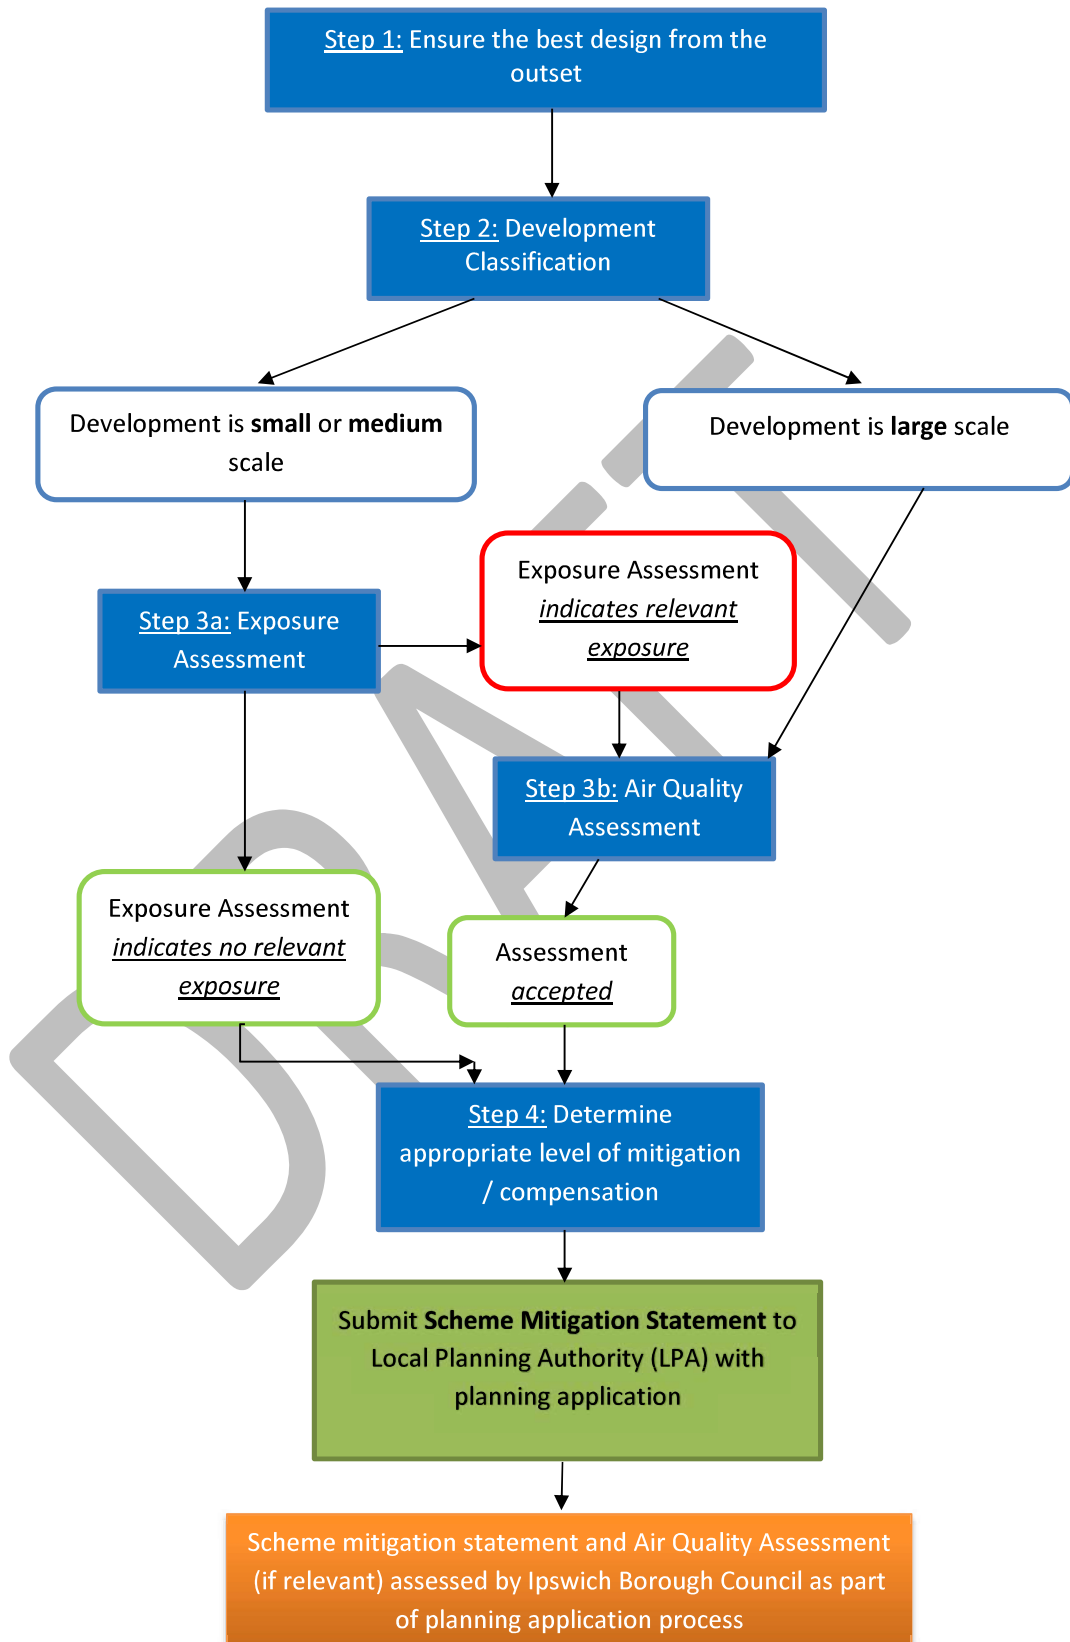 Step 1: Ensure the best design from the
outset
Step 2: Development
Classification
Development is small or medium
scale
Development is large scale
Exposure Assessment
indicates relevant
exposure
Step 3a: Exposure
Assessment
Step 3b: Air Quality
Assessment
Exposure Assessment
indicates no relevant
exposure
Assessment
accepted
Step 4: Determine
appropriate level of mitigation
/ compensation
Submit Scheme Mitigation Statement to
Local Planning Authority (LPA) with
planning application
Scheme mitigation statement and Air Quality Assessment
(if relevant) assessed by Ipswich Borough Council as part
of planning application process
DRAFT